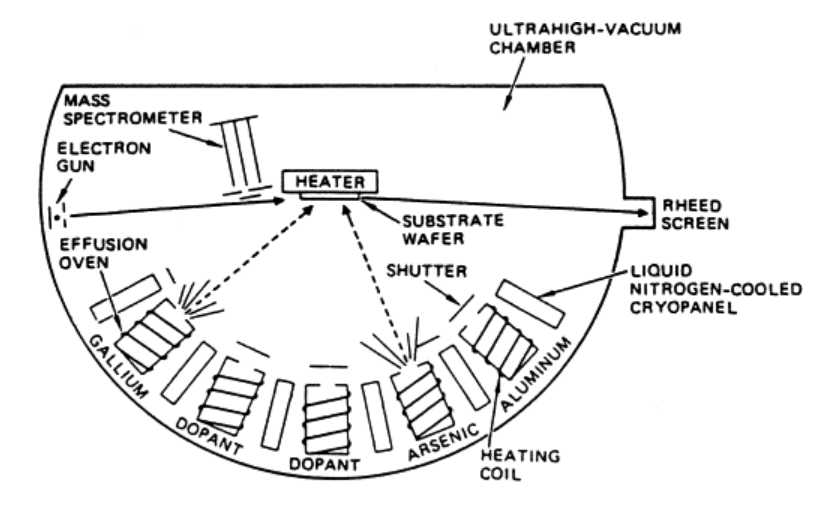 ULTRAHIGH-VACUUM
CHAMBER
MASS
SPECTROMETER
ELECTRON
GUN
HEATER
SUBSTRATE
WAFER
RHEED
SCREEN
EFFUSION
OVEN
SHUTTER
LIQUID
NITROGEN-COOLED
CRYOPANEL
GALLIUM
DOPANT
DOPANT
ARSENIC
ALUMINUM
HEATING
COIL